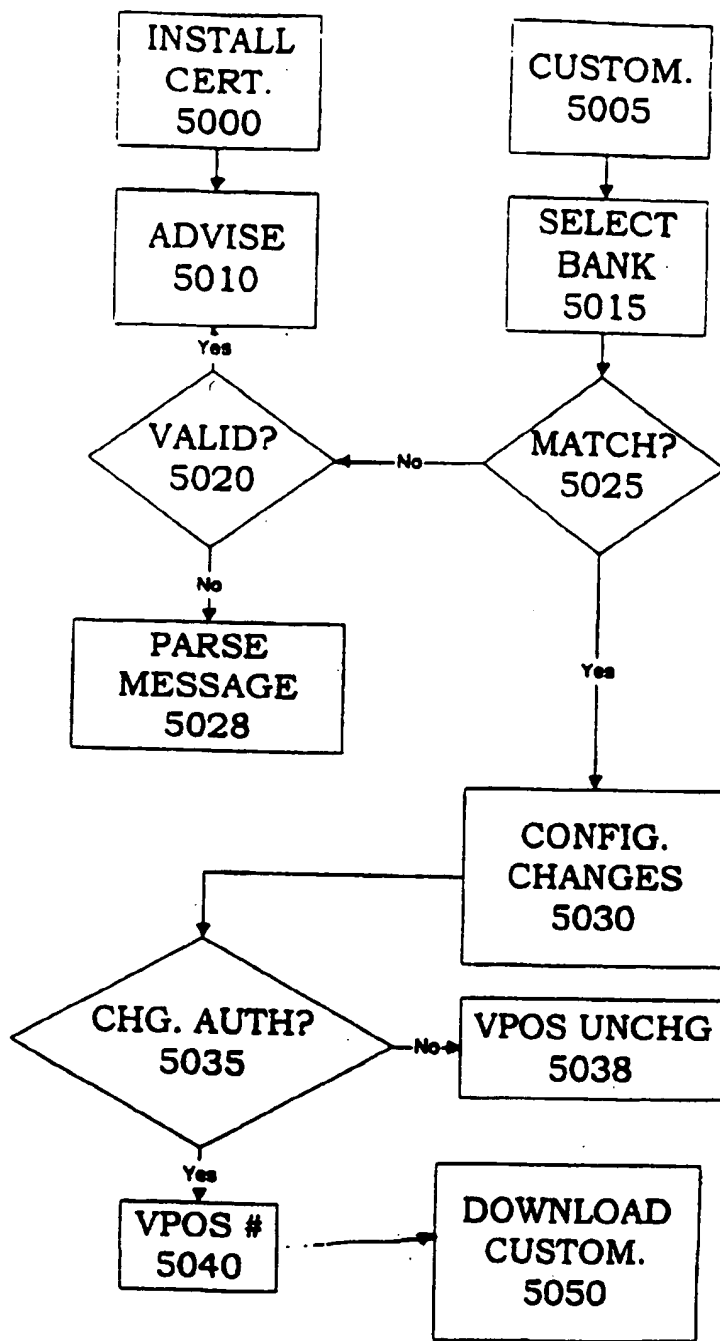 INSTALL
CERT.
5000
CUSTOM.
5005
ADVISE
5010
SELECT
BANK
5015
Yes
VALID?
5020
No
MATCH?
5025
No
PARSE
MESSAGE
5028
Yes
CONFIG.
CHANGES
5030
CHG. AUTH?
5035
No
VPOS UNCHG
5038
Yes
VPOS #
5040
DOWNLOAD
CUSTOM.
5050